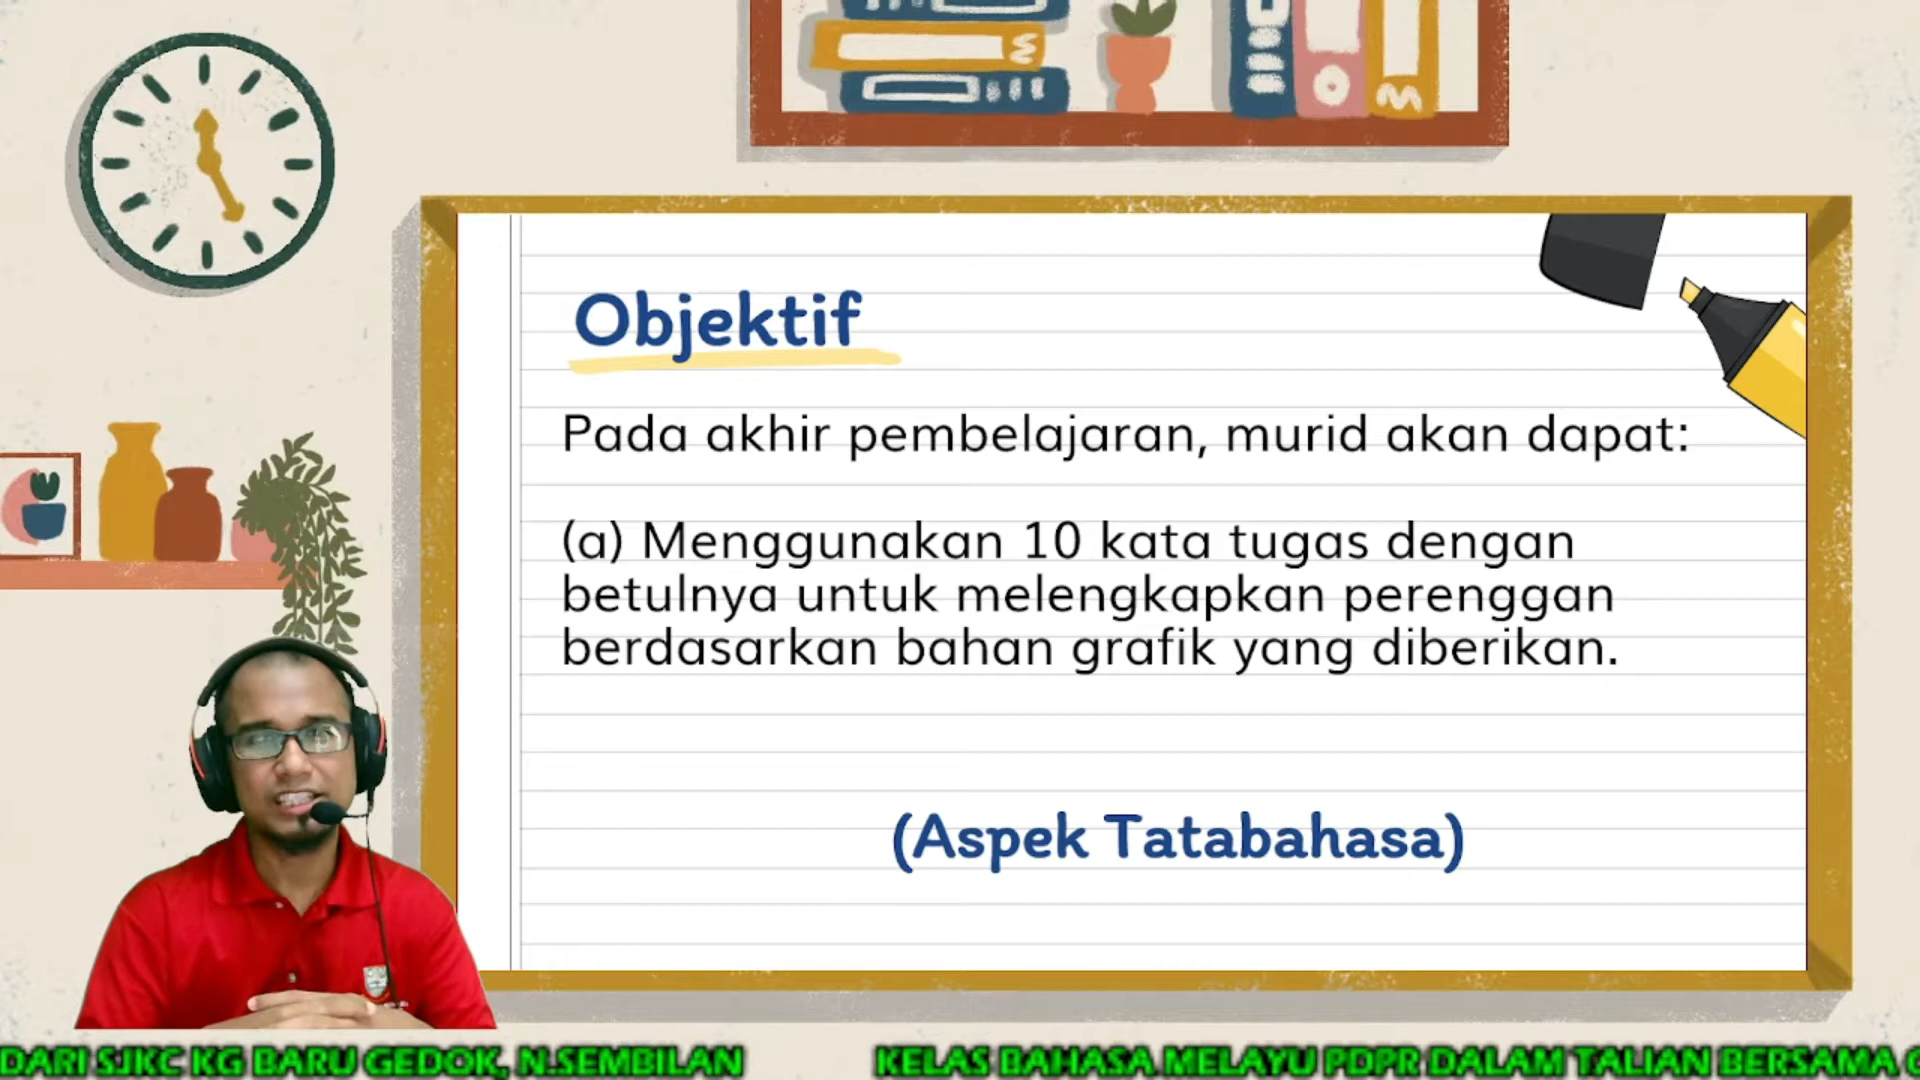 Objektif
Pada akhir pembelajaran, murid akan dapat:
(a) Menggunakan 10 kata tugas dengan
betulnya untuk melengkapkan perenggan
berdasarkan bahan grafik yang diberikan.
(Aspek Tatabahasa)
DARI SJKC KG BARU GEDOK, N.SEMBILAN KELAS BAHASA MELAYU PDPR DALAM TALIAN BERSAMA